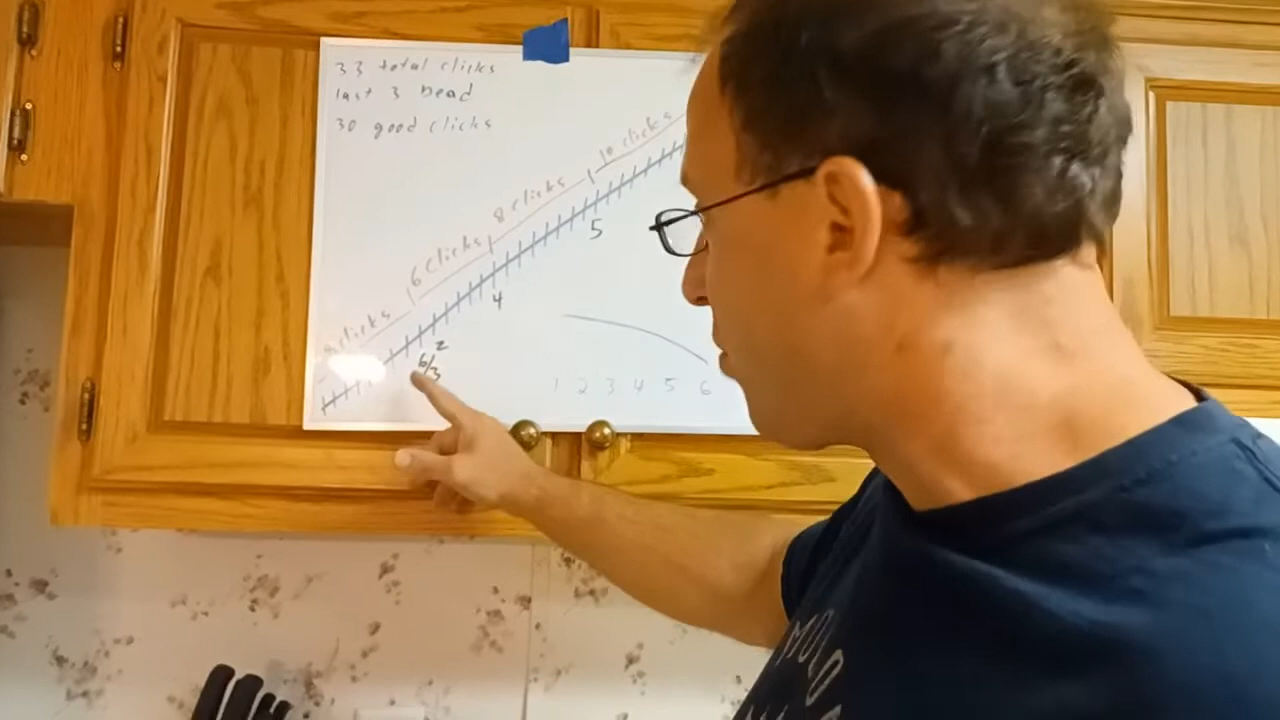 33 total clicks
last 3 Dead
30 good clicks
10 clicks
8 clicks
6 clicks
clicks
5
4
2
6/3
1 2 3 4 5 6